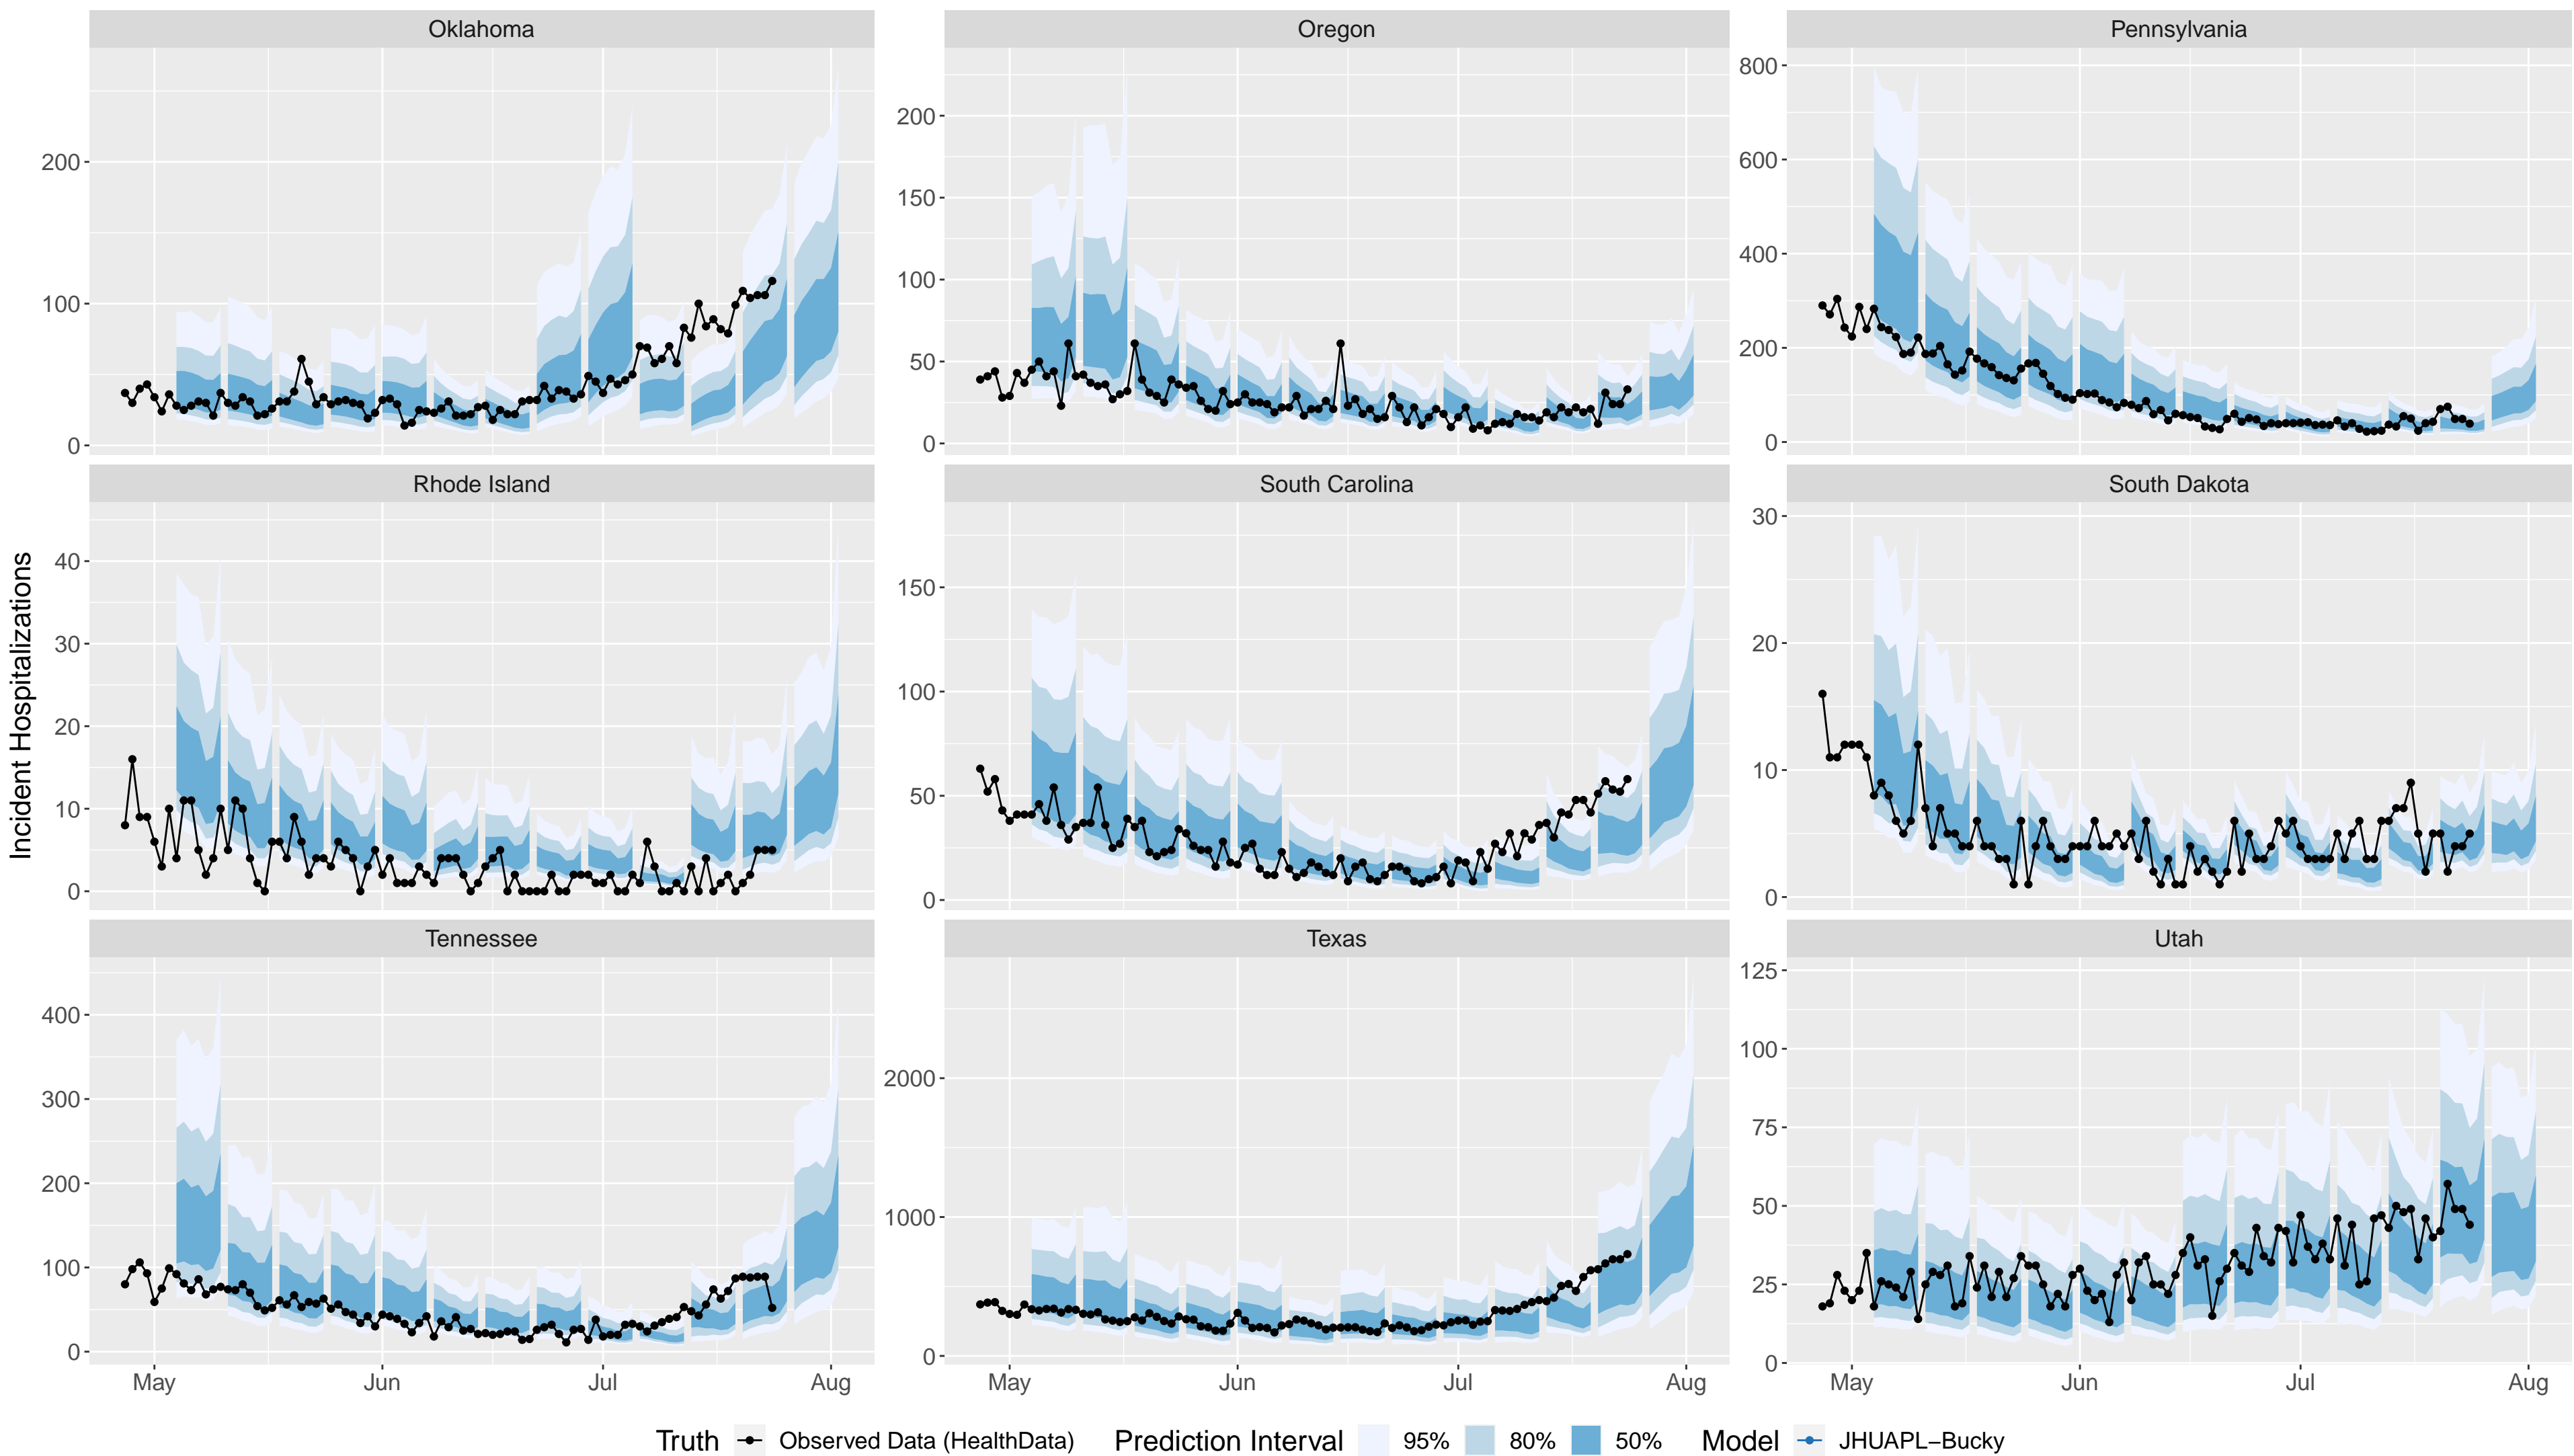 Oklahoma
Oregon
Pennsylvania
200
100
0
200
150
100
50
0
800
600
400
200
0
Rhode Island
South Carolina
South Dakota
Incident Hospitalizations
40
30
20
10
0
150
100
50
0
30
20
10
0
Tennessee
Texas
Utah
400
300
200
100
0
2000
1000
0
125
100
75
50
25
0
May Jun Jul Aug
May Jun Jul Aug
May Jun Jul Aug
Truth Observed Data (HealthData) Prediction Interval 95% 80% 50% Model JHUAPL−Bucky